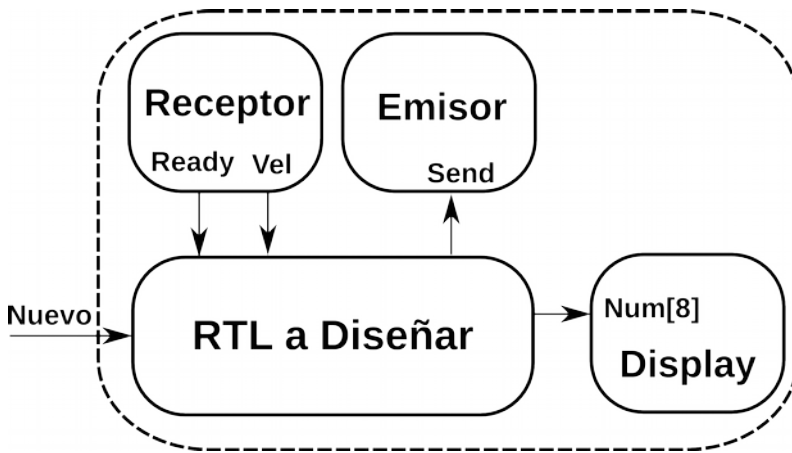 Receptor
Ready Vel
Emisor
Send
Nuevo
RTL a Diseñar
Num[8]
Display